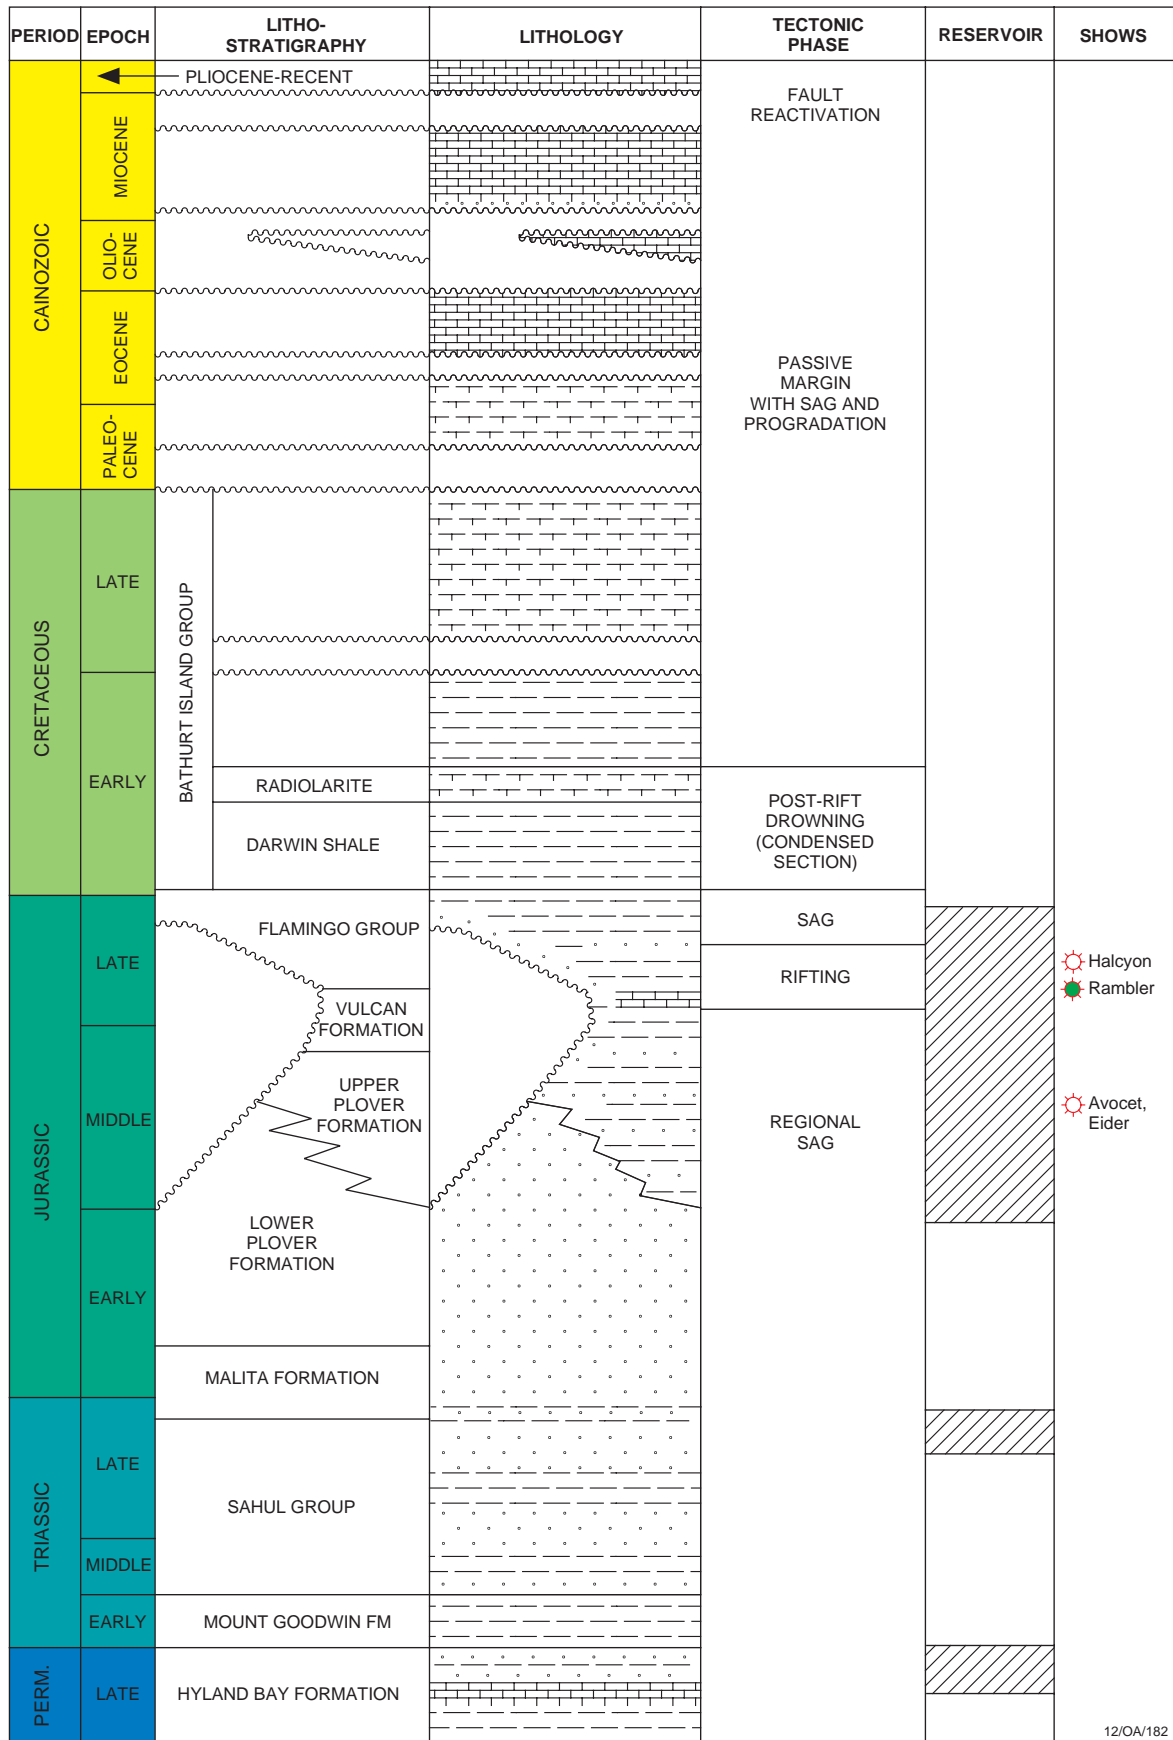 PERIOD
EPOCH
LITHO-
STRATIGRAPHY
LITHOLOGY
TECTONIC
PHASE
RESERVOIR
SHOWS
CAINOZOIC
PLIOCENE-RECENT
MIOCENE
OLIO-
CENE
EOCENE
PALEO-
CENE
FAULT
REACTIVATION
PASSIVE
MARGIN
WITH SAG AND
PROGRADATION
CRETACEOUS
LATE
EARLY
BATHURT ISLAND GROUP
RADIOLARITE
DARWIN SHALE
POST-RIFT
DROWNING
(CONDENSED
SECTION)
JURASSIC
LATE
MIDDLE
EARLY
FLAMINGO GROUP
VULCAN
FORMATION
UPPER
PLOVER
FORMATION
LOWER
PLOVER
FORMATION
MALITA FORMATION
SAG
RIFTING
REGIONAL
SAG
Halcyon
Rambler
Avocet,
Eider
TRIASSIC
LATE
MIDDLE
EARLY
SAHUL GROUP
MOUNT GOODWIN FM
PERM.
LATE
HYLAND BAY FORMATION
12/OA/182